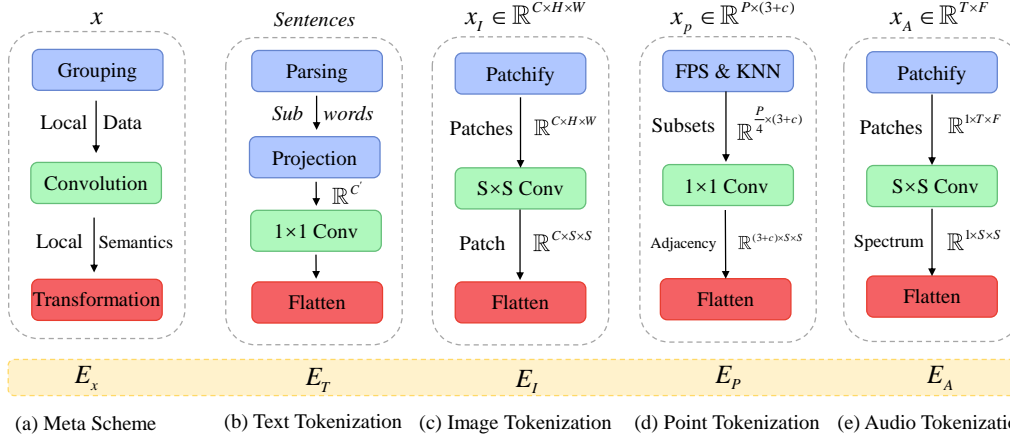 x
Grouping
Local Data
Convolution
Local Semantics
Transformation
E_x
(a) Meta Scheme
Sentences
Parsing
Sub words
Projection
ℝ^{C'}
1×1 Conv
Flatten
E_T
(b) Text Tokenization
x_I ∈ ℝ^{C×H×W}
Patchify
Patches ℝ^{C×H×W}
S×S Conv
Patch ℝ^{C×S×S}
Flatten
E_I
(c) Image Tokenization
x_p ∈ ℝ^{P×(3+c)}
FPS & KNN
Subsets ℝ^{\frac{P}{4}×(3+c)}
1×1 Conv
Adjacency ℝ^{(3+c)×S×S}
Flatten
E_P
(d) Point Tokenization
x_A ∈ ℝ^{T×F}
Patchify
Patches ℝ^{1×T×F}
S×S Conv
Spectrum ℝ^{1×S×S}
Flatten
E_A
(e) Audio Tokenizati